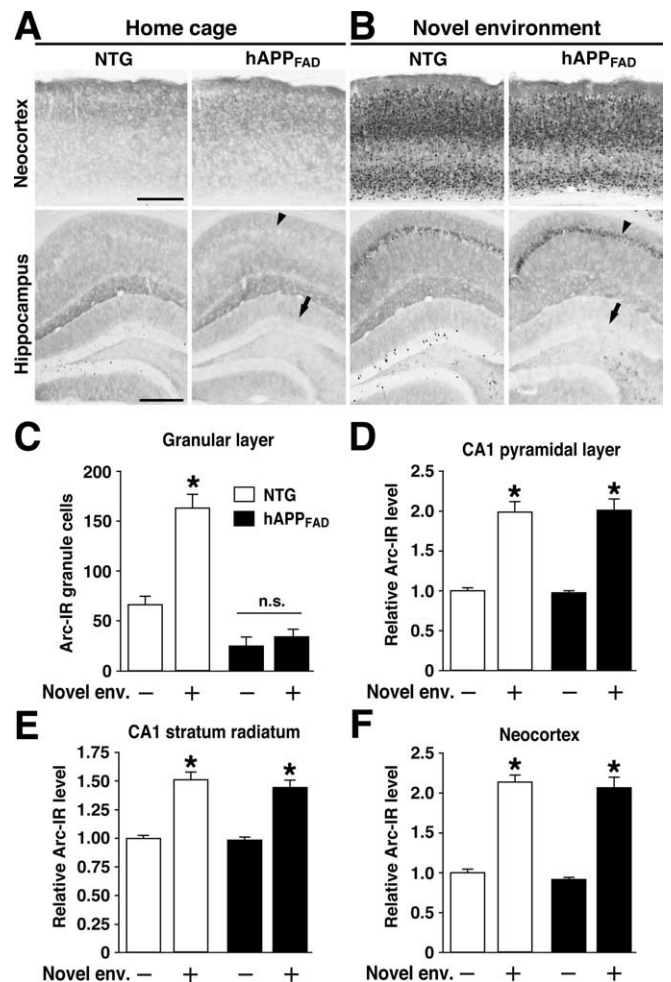 A Home cage B Novel environment
NTG hAPPFAD NTG hAPPFAD
Neocortex
Hippocampus
C Granular layer
Arc-IR granule cells
200
150
100
50
0
*
NTG
hAPPFAD
n.s.
Novel env. − + − +
D CA1 pyramidal layer
Relative Arc-IR level
2.5
2.0
1.5
1.0
0.5
0
* *
Novel env. − + − +
E CA1 stratum radiatum
Relative Arc-IR level
1.75
1.50
1.25
1.00
0.75
0.50
0.25
0
* *
Novel env. − + − +
F Neocortex
Relative Arc-IR level
2.5
2.0
1.5
1.0
0.5
0
* *
Novel env. − + − +